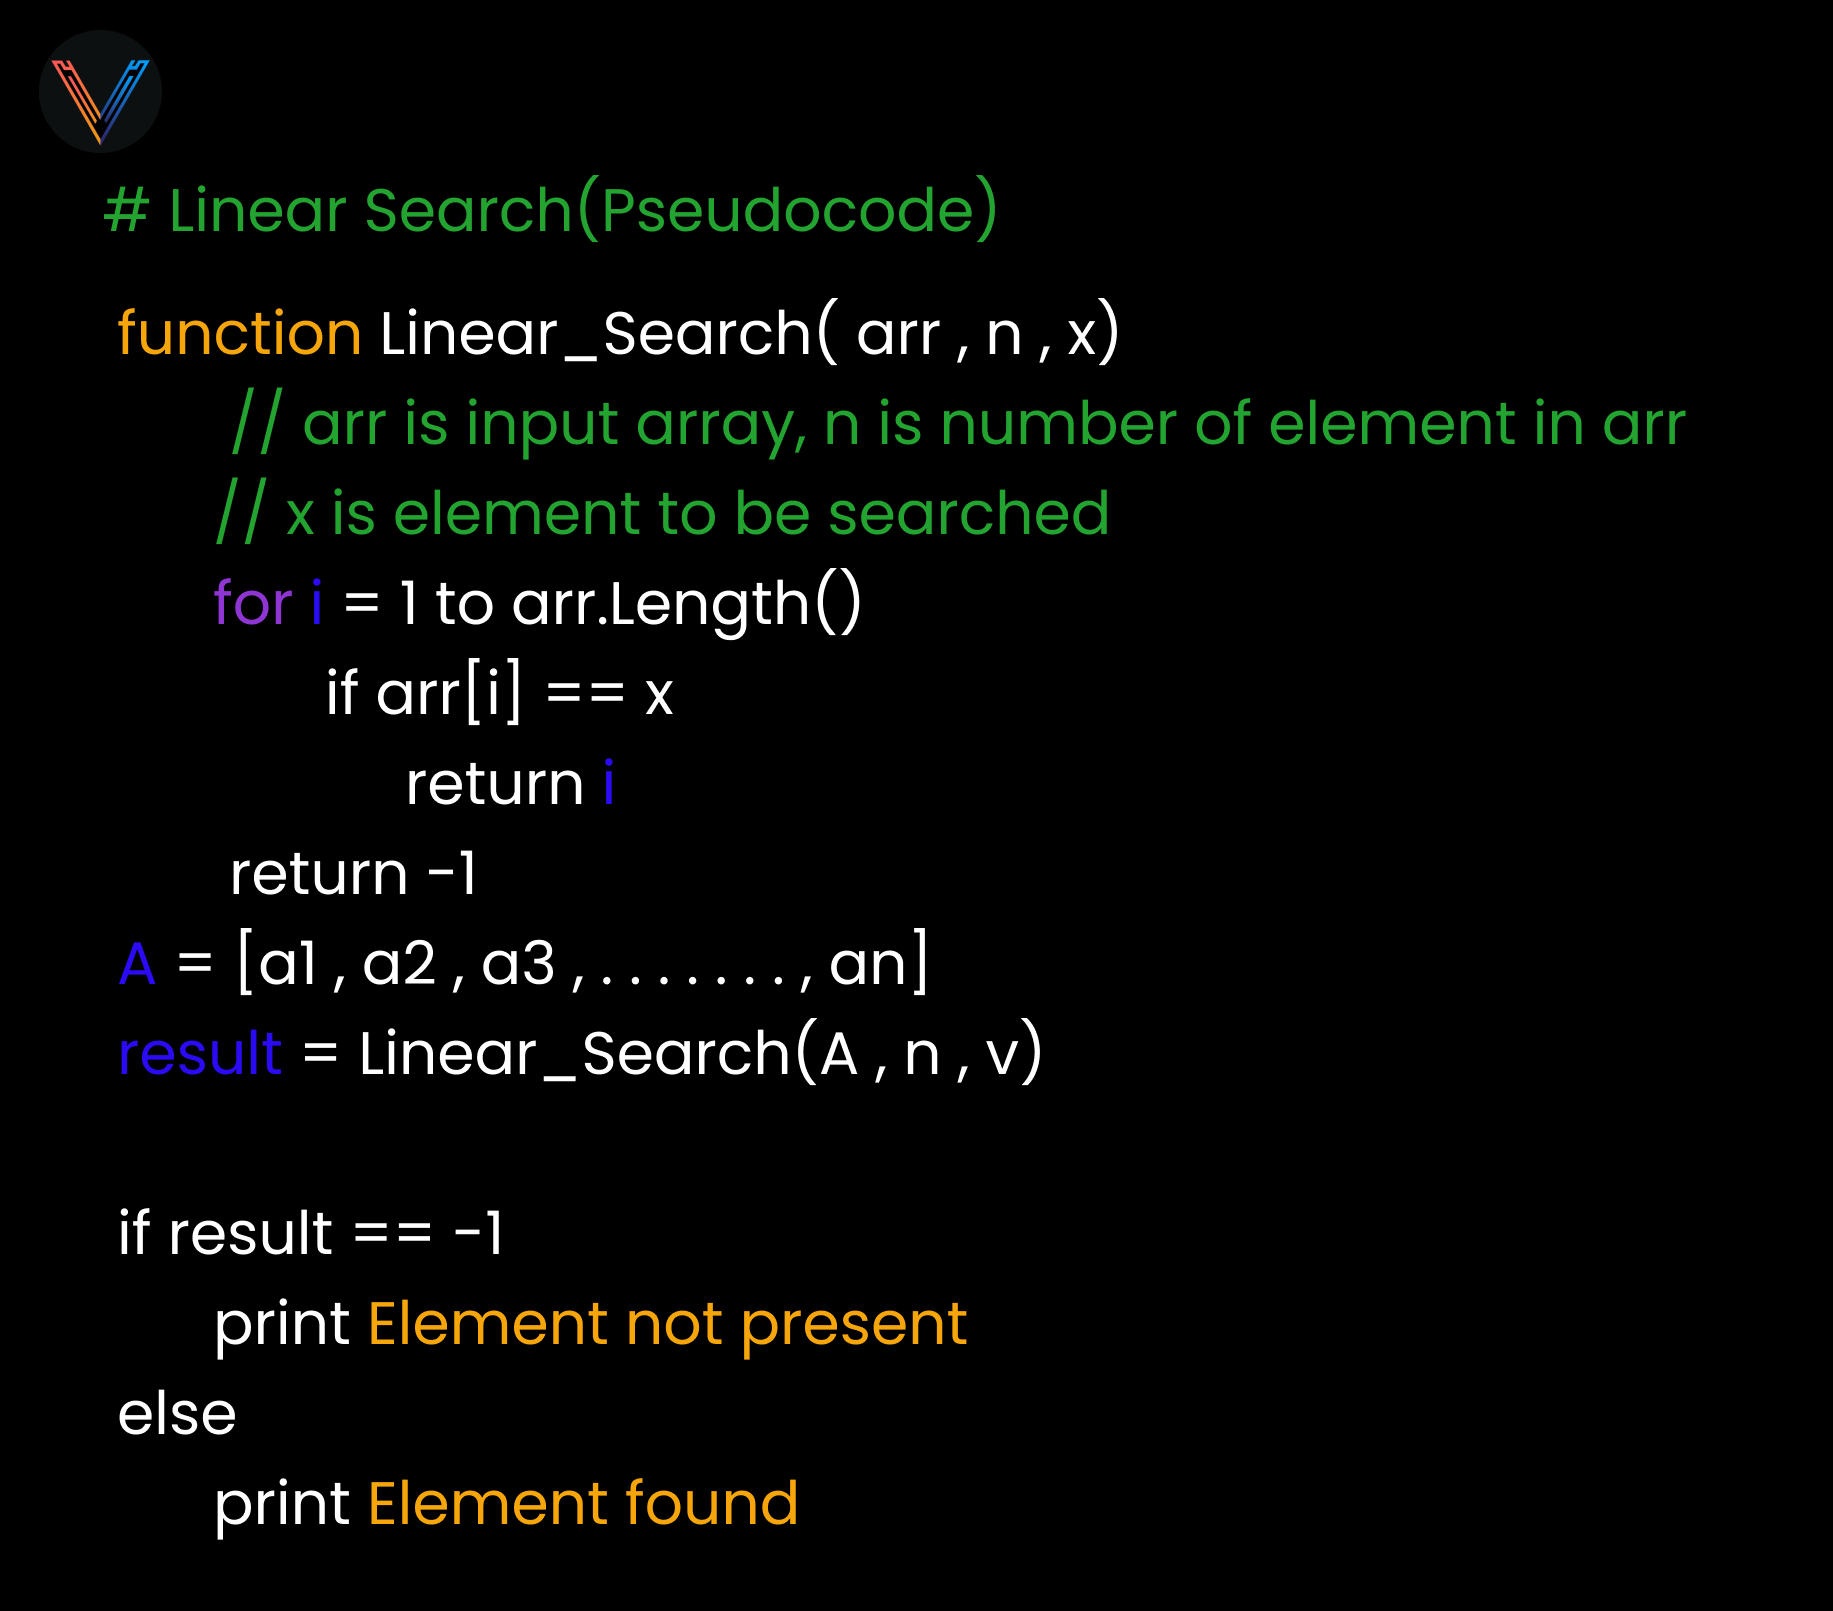 # Linear Search(Pseudocode)
function Linear_Search( arr , n , x)
// arr is input array, n is number of element in arr
// x is element to be searched
for i = 1 to arr.Length()
if arr[i] == x
return i
return -1
A = [a1 , a2 , a3 , . . . . . . . , an]
result = Linear_Search(A , n , v)
if result == -1
print Element not present
else
print Element found